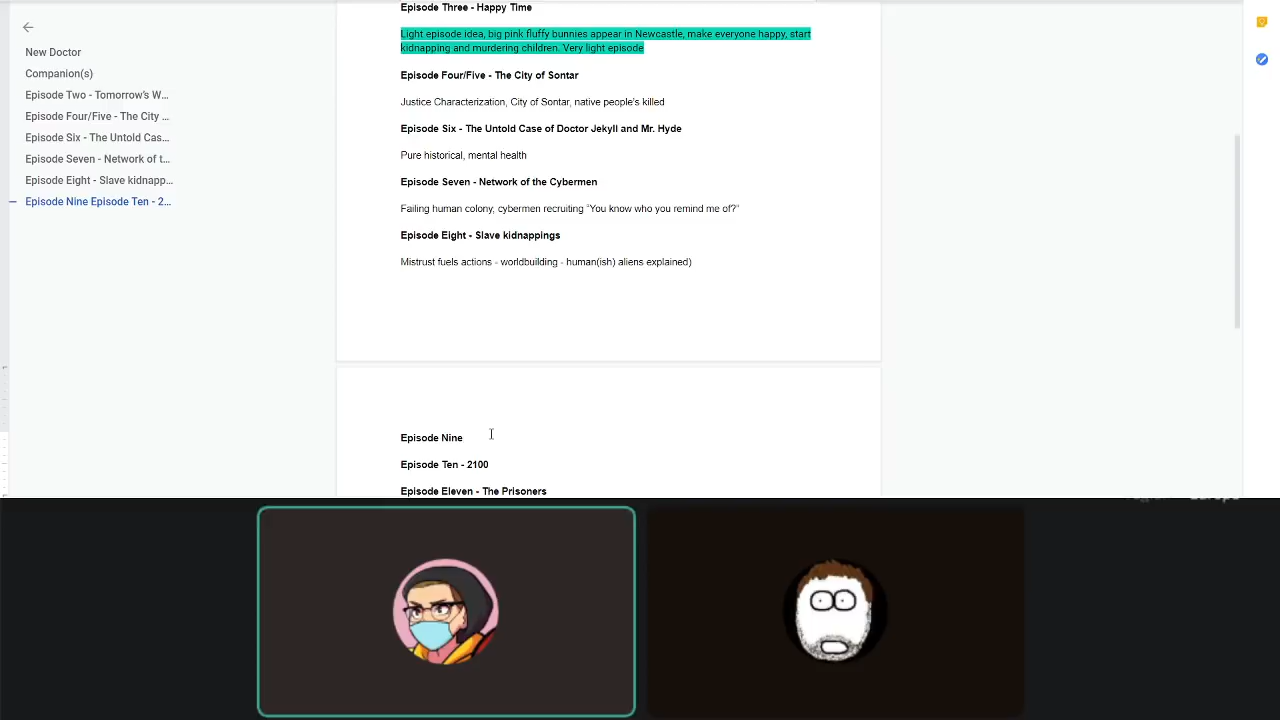 New Doctor
Companion(s)
Episode Two - Tomorrow's W...
Episode Four/Five - The City ...
Episode Six - The Untold Cas...
Episode Seven - Network of t...
Episode Eight - Slave kidnapp...
Episode Nine Episode Ten - 2...
Episode Three - Happy Time
Light episode idea, big pink fluffy bunnies appear in Newcastle, make everyone happy, start
kidnapping and murdering children. Very light episode
Episode Four/Five - The City of Sontar
Justice Characterization, City of Sontar, native people's killed
Episode Six - The Untold Case of Doctor Jekyll and Mr. Hyde
Pure historical, mental health
Episode Seven - Network of the Cybermen
Failing human colony, cybermen recruiting "You know who you remind me of?"
Episode Eight - Slave kidnappings
Mistrust fuels actions - worldbuilding - human(ish) aliens explained)
Episode Nine
Episode Ten - 2100
Episode Eleven - The Prisoners